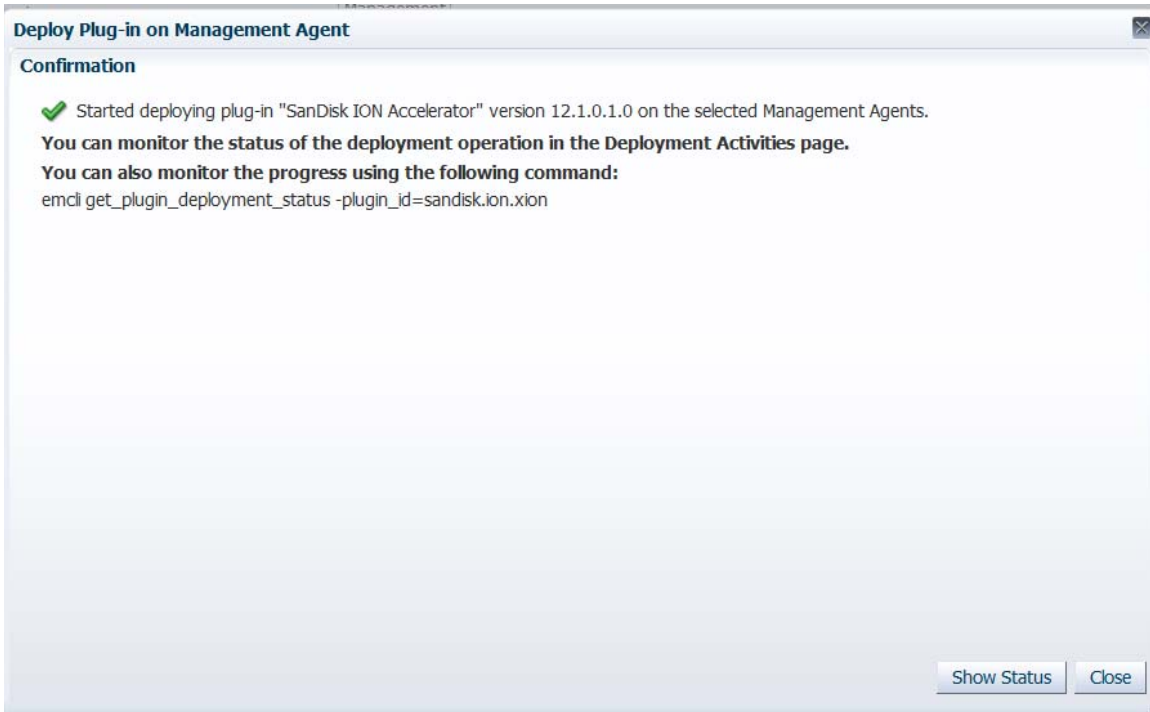 Management
Deploy Plug-in on Management Agent
Confirmation
Started deploying plug-in "SanDisk ION Accelerator" version 12.1.0.1.0 on the selected Management Agents.
You can monitor the status of the deployment operation in the Deployment Activities page.
You can also monitor the progress using the following command:
emcli get_plugin_deployment_status -plugin_id=sandisk.ion.xion
Show Status Close